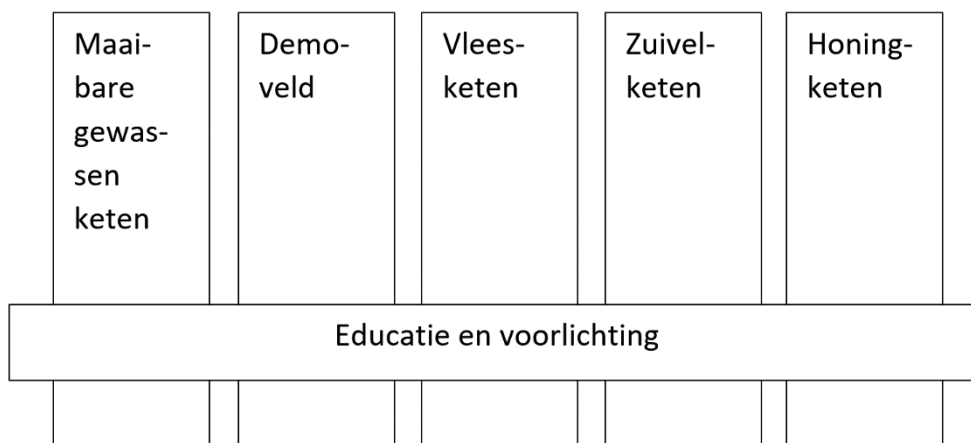 Maai-
bare
gewas-
sen
keten
Demo-
veld
Vlees-
keten
Zuivel-
keten
Honing-
keten
Educatie en voorlichting